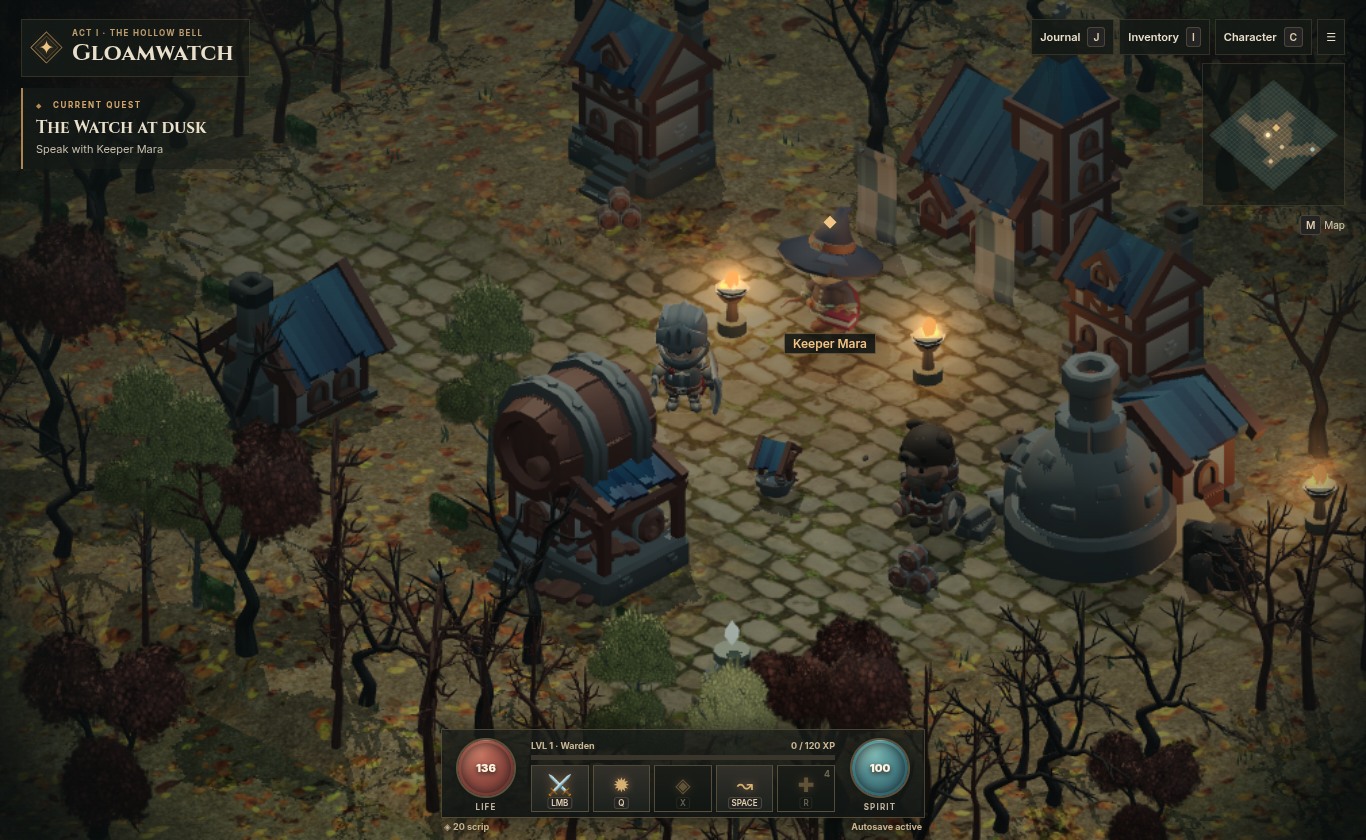 ACT I · THE HOLLOW BELL
GLOAMWATCH
CURRENT QUEST
THE WATCH AT DUSK
Speak with Keeper Mara
Journal J
Inventory I
Character C
M Map
Keeper Mara
LVL 1 · Warden
0 / 120 XP
136
LIFE
LMB
Q
X
SPACE
4
R
100
SPIRIT
20 scrip
Autosave active